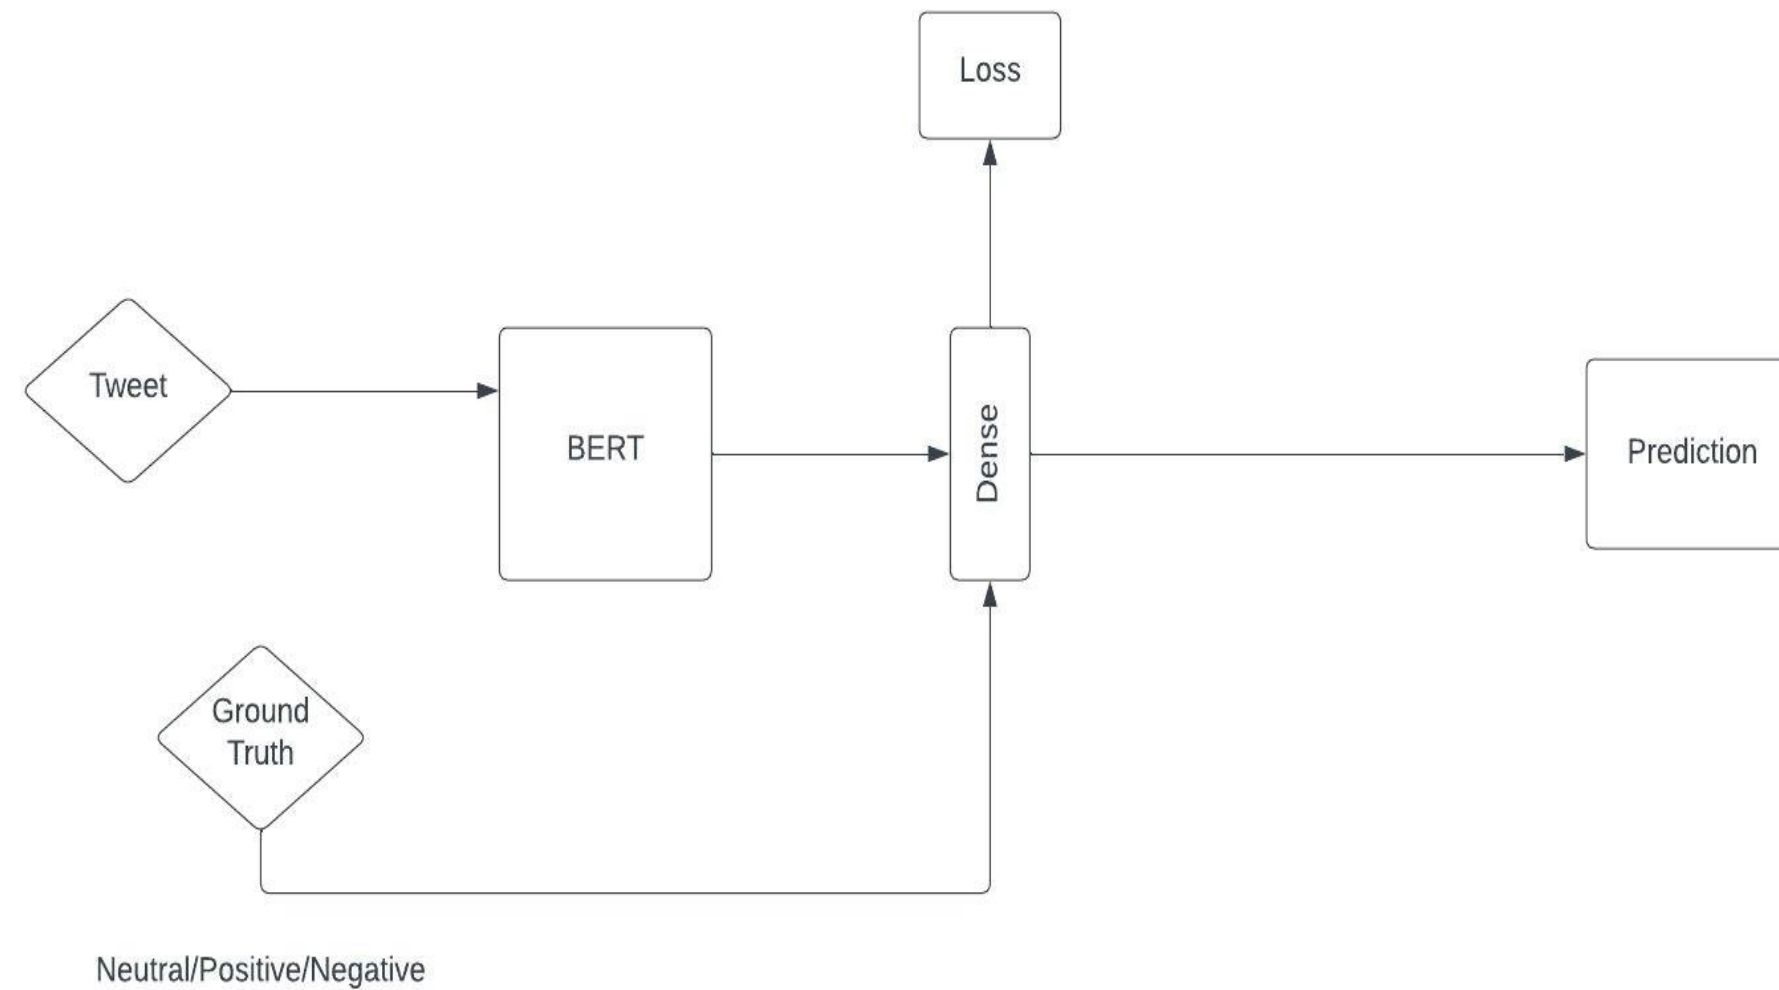 Loss
Tweet
BERT
Dense
Prediction
Ground
Truth
Neutral/Positive/Negative